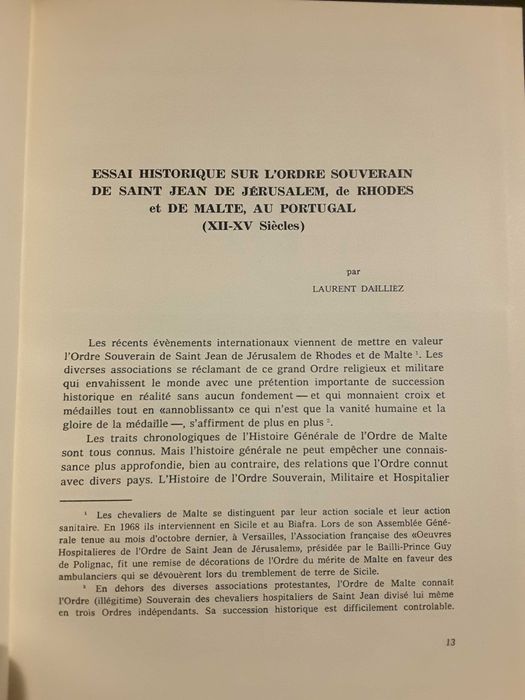 ESSAI HISTORIQUE SUR L'ORDRE SOUVERAIN
DE SAINT JEAN DE JÉRUSALEM, de RHODES
et DE MALTE, AU PORTUGAL
(XII-XV Siècles)
par
LAURENT DAILLIEZ
Les récents évènements internationaux viennent de mettre en valeur
l'Ordre Souverain de Saint Jean de Jérusalem de Rhodes et de Malte ¹. Les
diverses associations se réclamant de ce grand Ordre religieux et militare
qui envahissent le monde avec une prétention importante de succession
historique en réalité sans aucun fondement — et qui monnaient croix et
médailles tout en «annoblissant» ce qui n'est que la vanité humaine et la
gloire de la médaille —, s'affirment de plus en plus ².
Les traits chronologiques de l'Histoire Générale de l'Ordre de Malte
sont tous connus. Mais l'histoire générale ne peut empêcher une connais-
sance plus approfondie, bien au contraire, des relations que l'Ordre connut
avec divers pays. L'Histoire de l'Ordre Souverain, Militaire et Hospitalier
¹ Les chevaliers de Malte se distinguent par leur action sociale et leur action
sanitaire. En 1968 ils interviennent en Sicile et au Biafra. Lors de son Assemblée Géné-
rale tenue au mois d'octobre dernier, à Versailles, l'Association française des «Oeuvres
Hospitalieres de l'Ordre de Saint Jean de Jérusalem», présidée par le Bailli-Prince Guy
de Polignac, fit une remise de décorations de l'Ordre du mérite de Malte en faveur des
ambulanciers qui se dévouèrent lors du tremblement de terre de Sicile.
² En dehors des diverses associations protestantes, l'Ordre de Malte connaît
l'Ordre (illégitime) Souverain des chevaliers hospitaliers de Saint Jean divisé lui même
en trois Ordres indépendants. Sa succession historique est difficilement controlable.
13